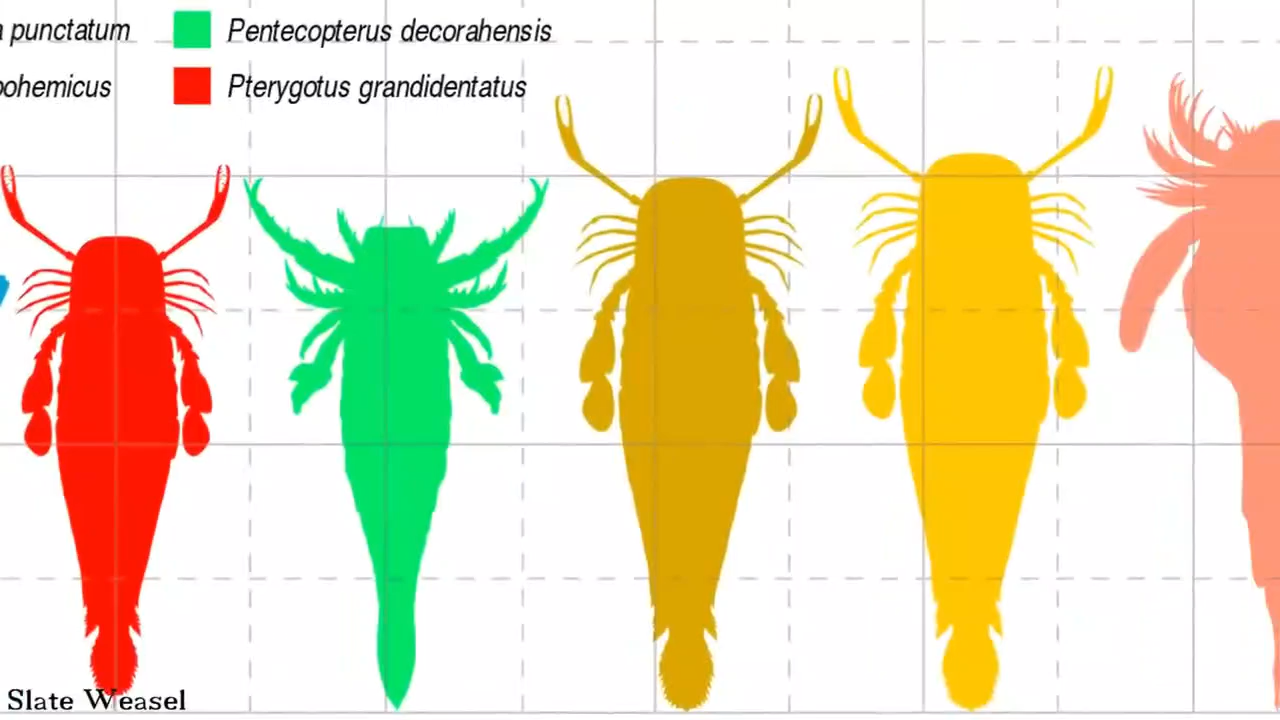 punctatum
Pentecopterus decorahensis
Pterygotus grandidentatus
Slate Weasel